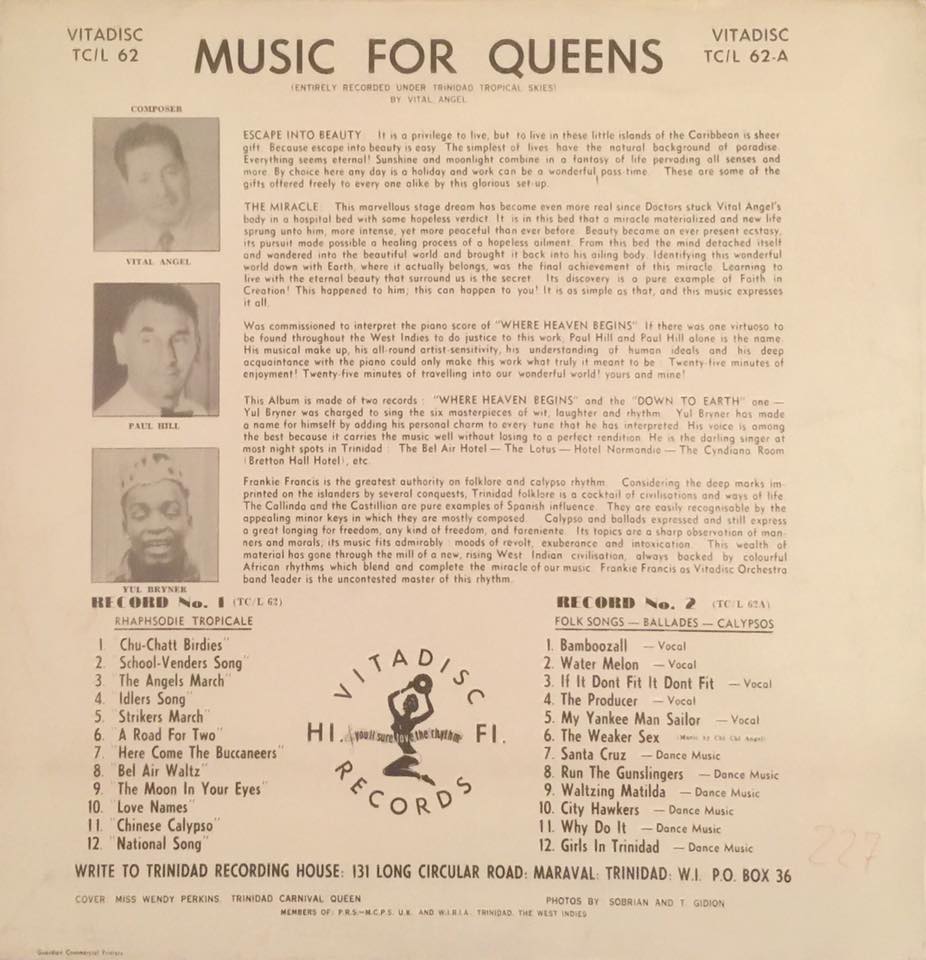 VITADISC
TC/L 62
MUSIC FOR QUEENS
VITADISC
TC/L 62-A
(ENTIRELY RECORDED UNDER TRINIDAD TROPICAL SKIES)
BY VITAL ANGEL
COMPOSER
VITAL ANGEL
PAUL HILL
YUL BRYNER
ESCAPE INTO BEAUTY It is a privilege to live, but to live in these little islands of the Caribbean is sheer
gift. Because escape into beauty is easy. The simplest of lives have the natural background of paradise.
Everything seems eternal! Sunshine and moonlight combine in a fantasy of life pervading all senses and
more. By choice here any day is a holiday and work can be a wonderful pass-time. These are some of the
gifts offered freely to every one alike by this glorious set-up.
THE MIRACLE: This marvellous stage dream has become even more real since Doctors stuck Vital Angel's
body in a hospital bed with some hopeless verdict. It is in this bed that a miracle materialized and new life
sprung unto him, more intense, yet more peaceful than ever before. Beauty became an ever present ecstasy,
its pursuit made possible a healing process of a hopeless ailment. From this bed the mind detached itself
and wandered into the beautiful world and brought it back into his ailing body. Identifying this wonderful
world down with Earth, where it actually belongs, was the final achievement of this miracle. Learning to
live with the eternal beauty that surround us is the secret. Its discovery is a pure example of Faith in
Creation! This happened to him; this can happen to you! It is as simple as that, and this music expresses
it all.
Was commissioned to interpret the piano score of "WHERE HEAVEN BEGINS". If there was one virtuoso to
be found throughout the West Indies to do justice to this work, Paul Hill and Paul Hill alone is the name.
His musical make up, his all-round artist-sensitivity, his understanding of human ideals and his deep
acquaintance with the piano could only make this work what truly it meant to be. Twenty-five minutes of
enjoyment! Twenty-five minutes of travelling into our wonderful world! yours and mine!
This Album is made of two records: "WHERE HEAVEN BEGINS" and the "DOWN TO EARTH" one —
Yul Bryner was charged to sing the six masterpieces of wit, laughter and rhythm. Yul Bryner has made
a name for himself by adding his personal charm to every tune that he has interpreted. His voice is among
the best because it carries the music well without losing to a perfect rendition. He is the darling singer at
most night spots in Trinidad: The Bel Air Hotel — The Lotus — Hotel Normandie — The Cyndiana Room
(Bretton Hall Hotel), etc.
Frankie Francis is the greatest authority on folklore and calypso rhythm. Considering the deep marks im-
printed on the islanders by several conquests, Trinidad folklore is a cocktail of civilisations and ways of life.
The Callinda and the Castillian are pure examples of Spanish influence. They are easily recognisable by the
appealing minor keys in which they are mostly composed. Calypso and ballads expressed and still express
a great longing for freedom, any kind of freedom, and foreniente. Its topics are a sharp observation of man-
ners and morals; its music fits admirably: moods of revolt, exuberance and intoxication. This wealth of
material has gone through the mill of a new, rising West Indian civilisation, always backed by colourful
African rhythms which blend and complete the miracle of our music. Frankie Francis as Vitadisc Orchestra
band leader is the uncontested master of this rhythm.
RECORD No. 1 (TC/L 62)
RHAPHSODIE TROPICALE
1. "Chu-Chatt Birdies"
2. "School-Venders Song"
3. "The Angels March"
4. "Idlers Song"
5. "Strikers March"
6. "A Road For Two"
7. "Here Come The Buccaneers"
8. "Bel Air Waltz"
9. "The Moon In Your Eyes"
10. "Love Names"
11. "Chinese Calypso"
12. "National Song"
VITADISC
HI. FI.
you'll sure love the rhythm
RECORDS
RECORD No. 2 (TC/L 62A)
FOLK SONGS — BALLADES — CALYPSOS
1. Bamboozall — Vocal
2. Water Melon — Vocal
3. If It Dont Fit It Dont Fit — Vocal
4. The Producer — Vocal
5. My Yankee Man Sailor — Vocal
6. The Weaker Sex (Music by Chi Chi Angel)
7. Santa Cruz — Dance Music
8. Run The Gunslingers — Dance Music
9. Waltzing Matilda — Dance Music
10. City Hawkers — Dance Music
11. Why Do It — Dance Music
12. Girls In Trinidad — Dance Music
227
WRITE TO TRINIDAD RECORDING HOUSE: 131 LONG CIRCULAR ROAD: MARAVAL: TRINIDAD: W.I. P.O. BOX 36
COVER: MISS WENDY PERKINS, TRINIDAD CARNIVAL QUEEN
PHOTOS BY SOBRIAN AND T. GIDION
MEMBERS OF: P.R.S.—M.C.P.S. U.K. AND W.I.R.I.A. TRINIDAD, THE WEST INDIES
Guardian Commercial Printers